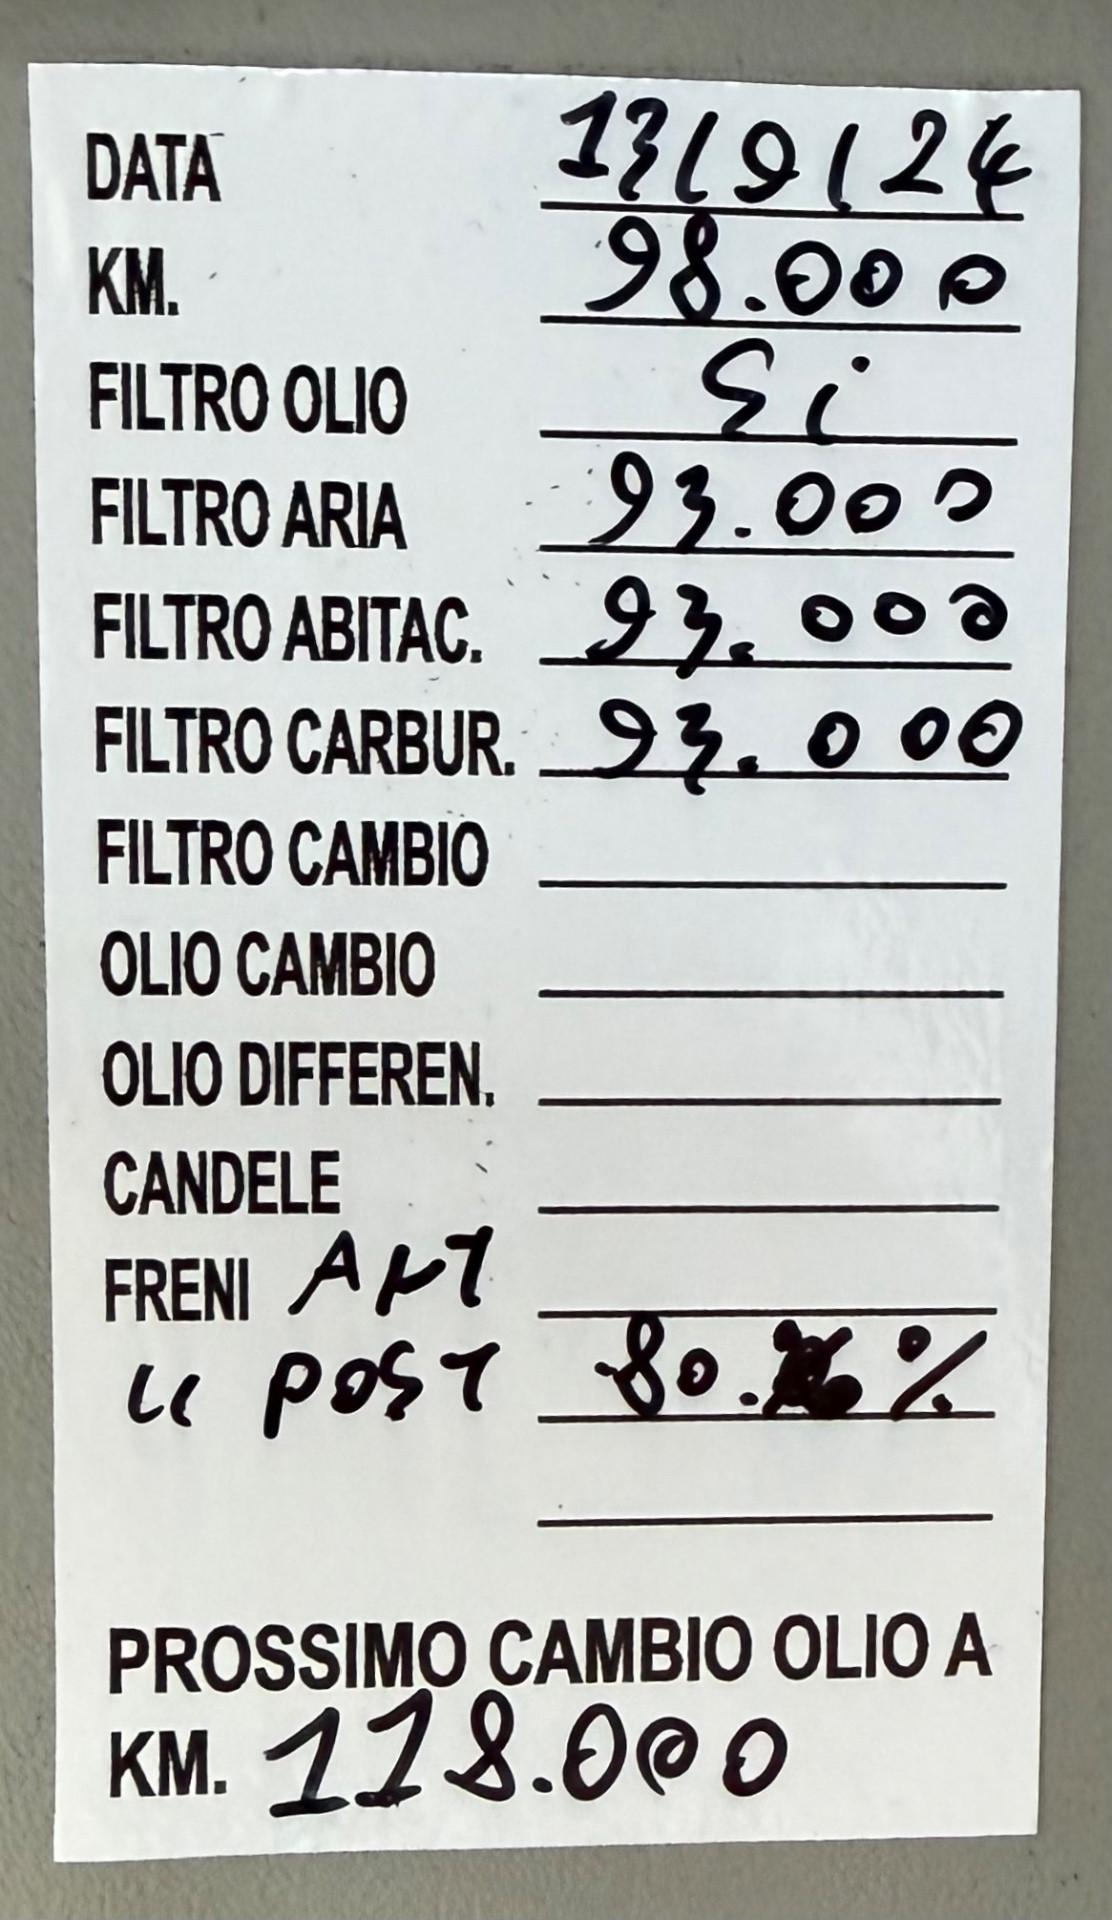 DATA 13/9/24
KM. 98.000
FILTRO OLIO Si
FILTRO ARIA 93.000
FILTRO ABITAC. 93.000
FILTRO CARBUR. 93.000
FILTRO CAMBIO
OLIO CAMBIO
OLIO DIFFEREN.
CANDELE
FRENI ANT
" POST 80. %
PROSSIMO CAMBIO OLIO A
KM. 118.000